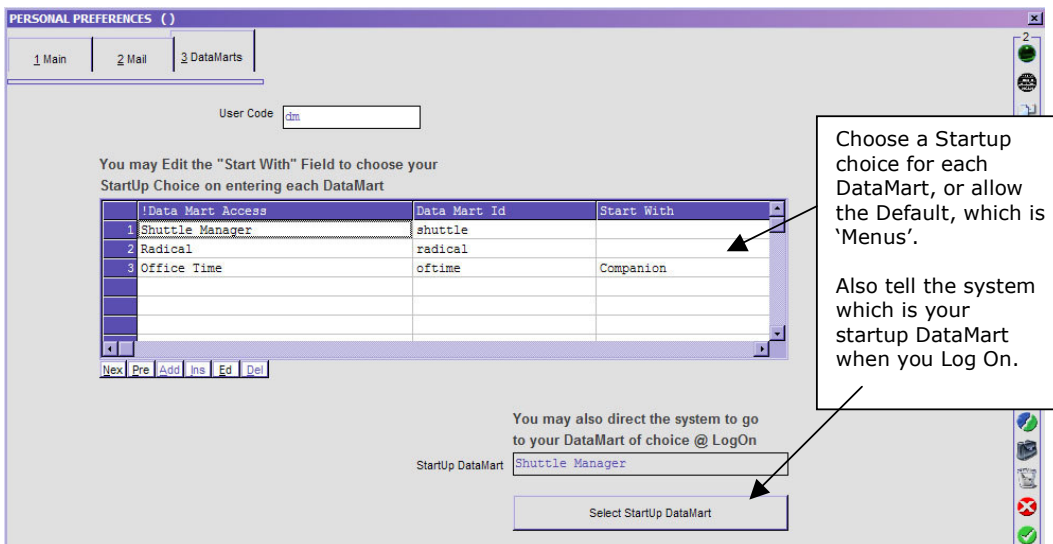 PERSONAL PREFERENCES ( )
1 Main
2 Mail
3 DataMarts
2
User Code
dm
You may Edit the "Start With" Field to choose your
StartUp Choice on entering each DataMart
!Data Mart Access Data Mart Id Start With
1 Shuttle Manager shuttle
2 Radical radical
3 Office Time oftime Companion
Nex Pre Add Ins Ed Del
Choose a Startup
choice for each
DataMart, or allow
the Default, which is
‘Menus’.
Also tell the system
which is your
startup DataMart
when you Log On.
You may also direct the system to go
to your DataMart of choice @ LogOn
StartUp DataMart Shuttle Manager
Select StartUp DataMart